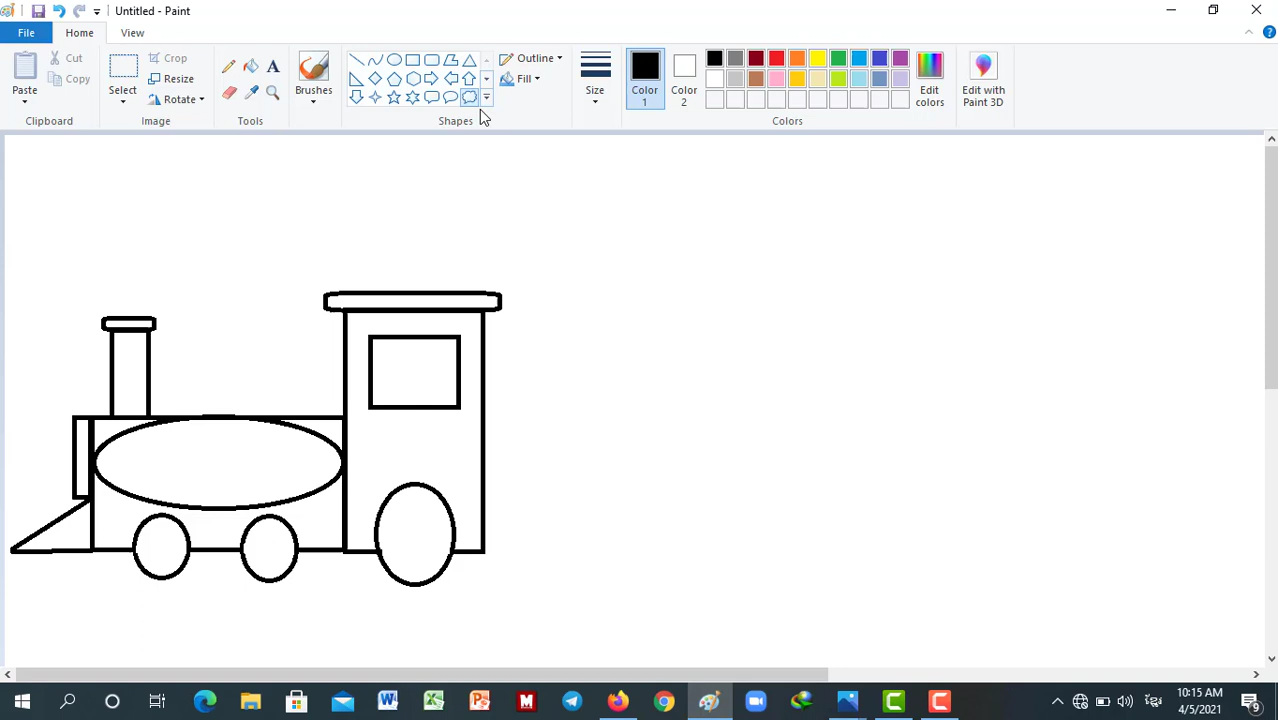 Untitled - Paint
File
Home
View
Paste
Cut
Copy
Clipboard
Select
Crop
Resize
Rotate
Image
A
Tools
Brushes
Shapes
Outline
Fill
Size
Color 1
Color 2
Edit colors
Colors
Edit with Paint 3D
10:15 AM
4/5/2021
9